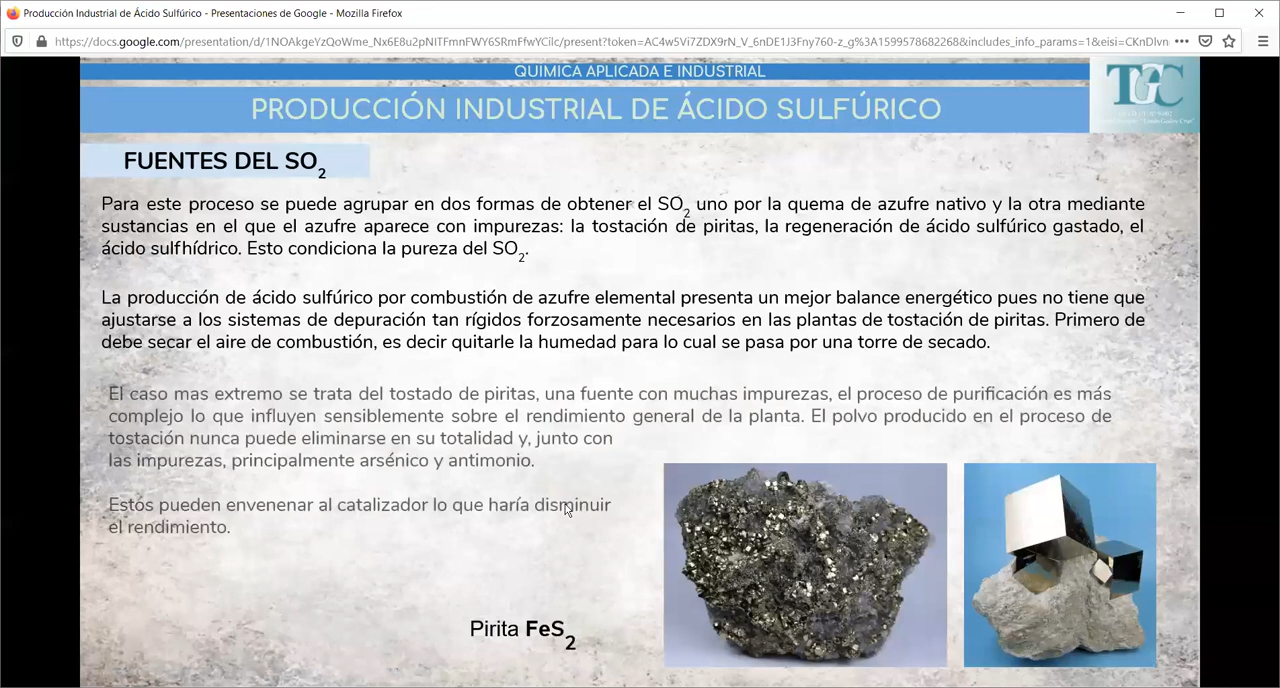 Producción Industrial de Ácido Sulfúrico - Presentaciones de Google - Mozilla Firefox
https://docs.google.com/presentation/d/1NOAkgeYzQoWme_Nx6E8u2pNITFmnFWY6SRmFfwYCilc/present?token=AC4w5Vi7ZDX9rN_V_6nDE1J3Fny760-z_g%3A1599578682268&includes_info_params=1&eisi=CKnDlvn
QUIMICA APLICADA E INDUSTRIAL
PRODUCCIÓN INDUSTRIAL DE ÁCIDO SULFÚRICO
TGC
FUENTES DEL SO2
Para este proceso se puede agrupar en dos formas de obtener el SO2 uno por la quema de azufre nativo y la otra mediante
sustancias en el que el azufre aparece con impurezas: la tostación de piritas, la regeneración de ácido sulfúrico gastado, el
ácido sulfhídrico. Esto condiciona la pureza del SO2.
La producción de ácido sulfúrico por combustión de azufre elemental presenta un mejor balance energético pues no tiene que
ajustarse a los sistemas de depuración tan rígidos forzosamente necesarios en las plantas de tostación de piritas. Primero de
debe secar el aire de combustión, es decir quitarle la humedad para lo cual se pasa por una torre de secado.
El caso mas extremo se trata del tostado de piritas, una fuente con muchas impurezas, el proceso de purificación es más
complejo lo que influyen sensiblemente sobre el rendimiento general de la planta. El polvo producido en el proceso de
tostación nunca puede eliminarse en su totalidad y, junto con
las impurezas, principalmente arsénico y antimonio.
Estos pueden envenenar al catalizador lo que haría disminuir
el rendimiento.
Pirita FeS2